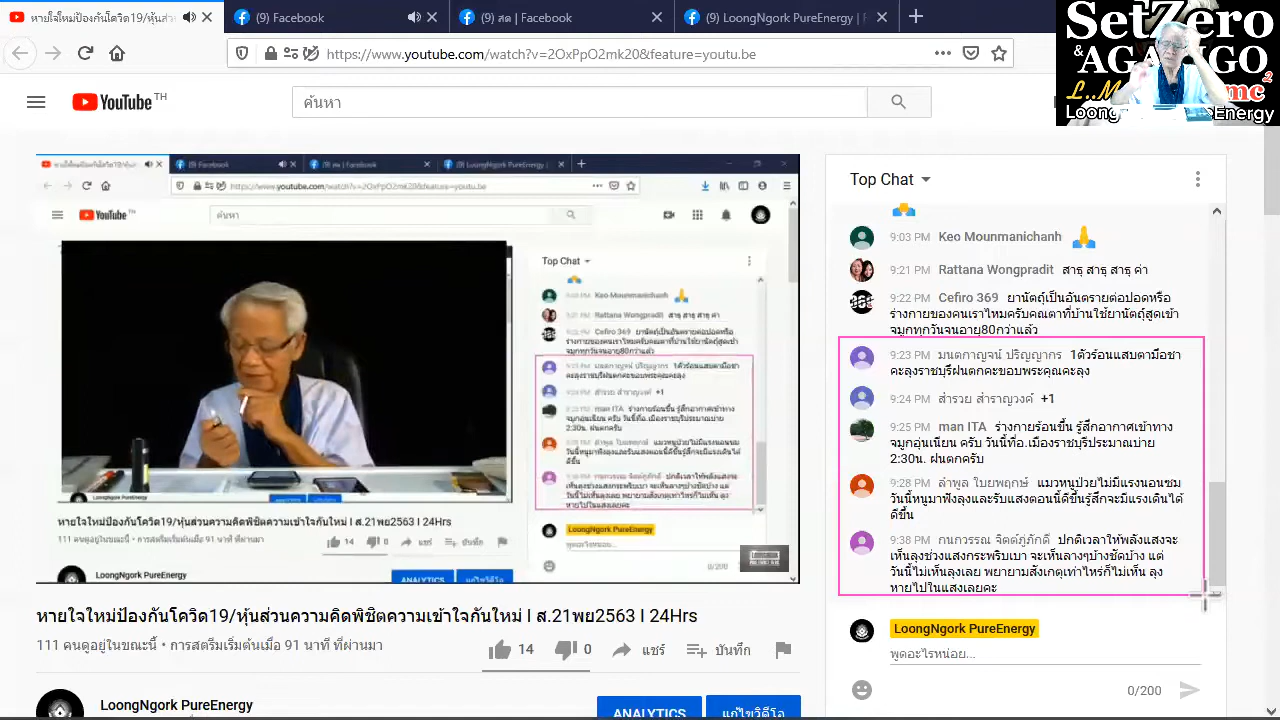 หายใจใหม่ป้องกันโควิด19/หุ้นส่ว
(9) Facebook
(9) สด | Facebook
(9) LoongNgork PureEnergy | F
https://www.youtube.com/watch?v=2OxPpO2mk20&feature=youtu.be
SetZero
&
YouTube TH
ค้นหา
Top Chat
9:03 PM Keo Mounmanichanh 🙏
9:21 PM Rattana Wongpradit สาธุ สาธุ สาธุ ค่า
9:22 PM Cefiro 369 ยานัตถุ์เป็นอันตรายต่อปอดหรือ
ร่างกายของคนเราไหมครับคุณตาที่บ้านใช้ยานัตถุ์สูดเข้า
จมูกทุกวันจนอายุ80กว่าแล้ว
9:23 PM มนตกาญจน์ ปริญญากร 1ตัวร้อนแสบตามือชา
คะลุงราชบุรีฝนตกคะขอบพระคุณคะลุง
9:24 PM สำรวย สำราญวงค์ +1
9:25 PM man ITA ร่างกายร้อนขึ้น รู้สึกอากาศเข้าทาง
จมูกอุ่นเนียน ครับ วันนี้ที่อ.เมืองราชบุรีประมาณบ่าย
2:30น. ฝนตกครับ
9:28 PM ลำพูล ใบยพฤกษ์ แมวหนูป่วยไม่มีแรงนอนซม
วันนี้หนูมาฟังลุงและรับแสงตอนนี้ดีขึ้นรู้สึกจะมีแรงเดินได้
ดีขึ้น
9:38 PM กนกวรรณ จิตต์ภู่ภักดี ปกติเวลาให้พลังแสงจะ
เห็นลุงช่วงแสงกระพริบเบา จะเห็นลางๆบ้างชัดบ้าง แต่
วันนี้ไม่เห็นลุงเลย พยายามสังเกตุเท่าไหร่ก็ไม่เห็น ลุง
หายไปในแสงเลยคะ
LoongNgork PureEnergy
พูดอะไรหน่อย...
0/200
หายใจใหม่ป้องกันโควิด19/หุ้นส่วนความคิดพิชิตความเข้าใจกันใหม่ I ส.21พย2563 I 24Hrs
111 คนดูอยู่ในขณะนี้ • การสตรีมเริ่มต้นเมื่อ 91 นาทีที่ผ่านมา
14
0
แชร์
บันทึก
LoongNgork PureEnergy
ANALYTICS
แก้ไขวิดีโอ